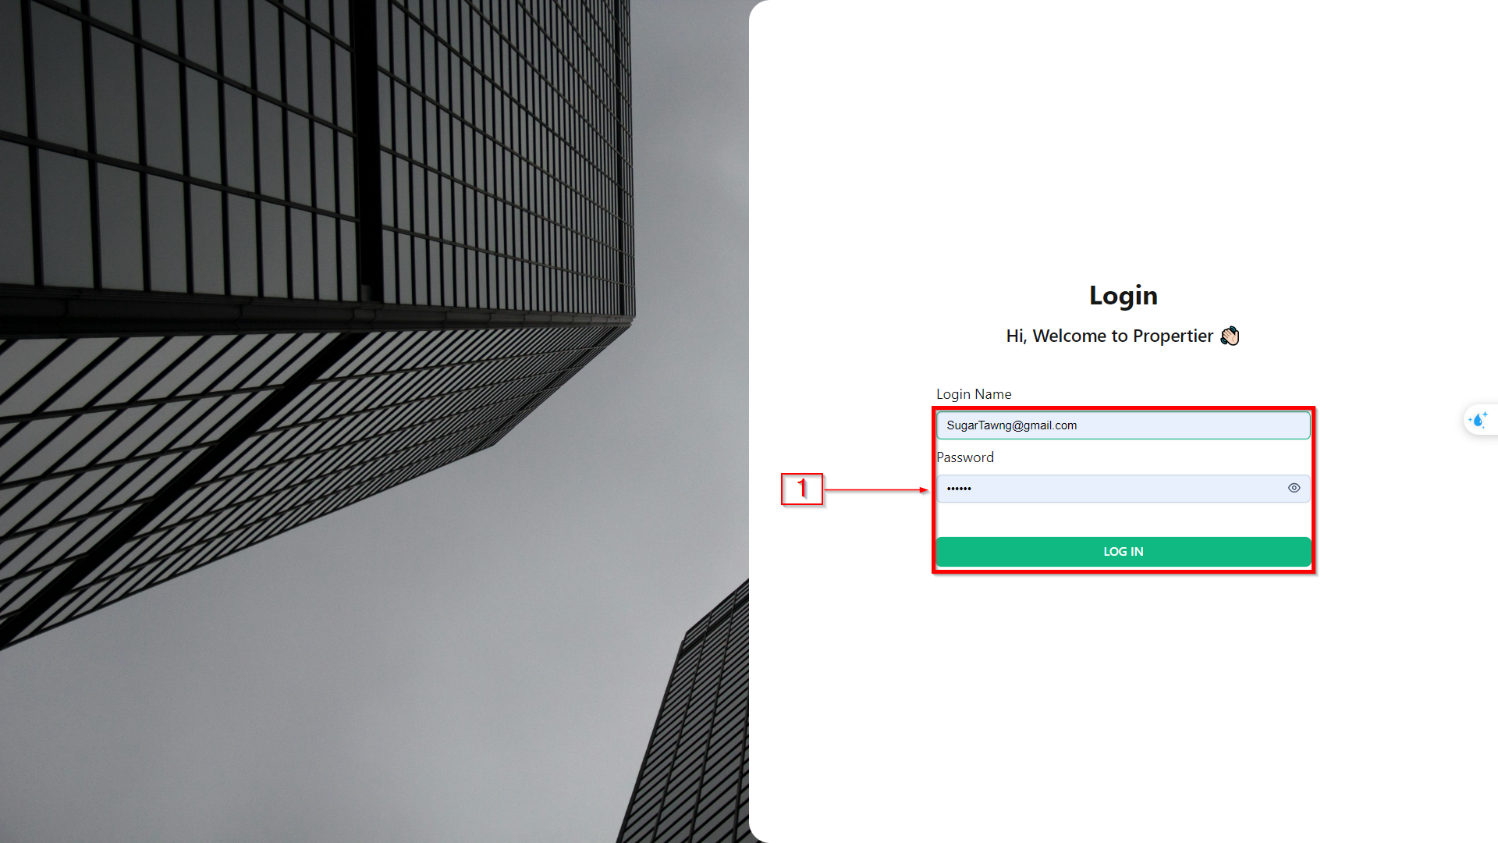 Login
Hi, Welcome to Propertier 👋🏻
Login Name
SugarTawng@gmail.com
Password
••••••
1
LOG IN